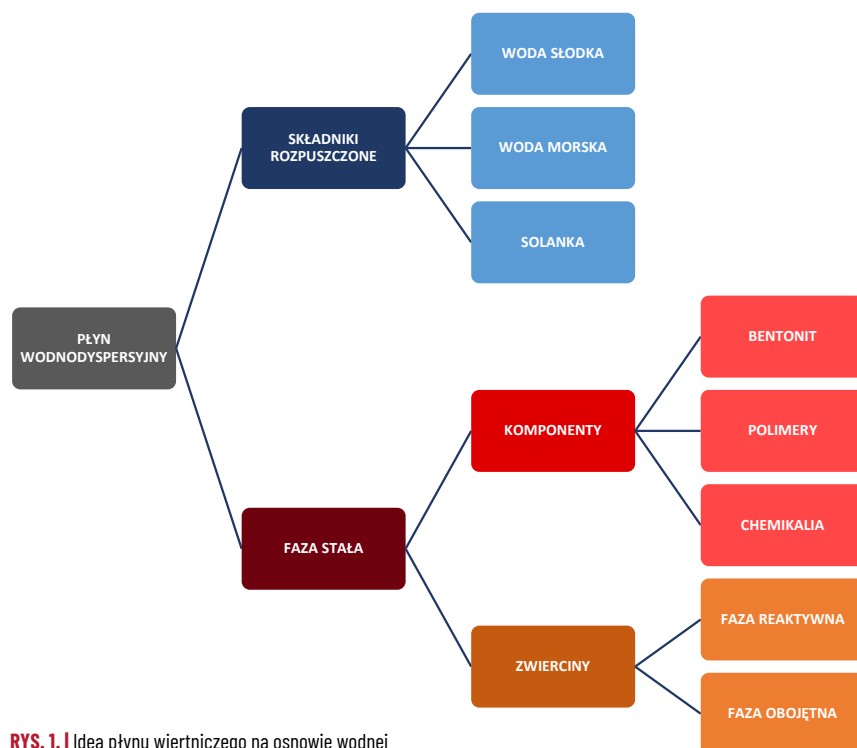 WODA SŁODKA
SKŁADNIKI
ROZPUSZCZONE
WODA MORSKA
SOLANKA
PŁYN
WODNODYSPERSYJNY
BENTONIT
KOMPONENTY
POLIMERY
CHEMIKALIA
FAZA STAŁA
FAZA REAKTYWNA
ZWIERCINY
FAZA OBOJĘTNA
RYS. 1. | Idea płynu wiertniczego na osnowie wodnej